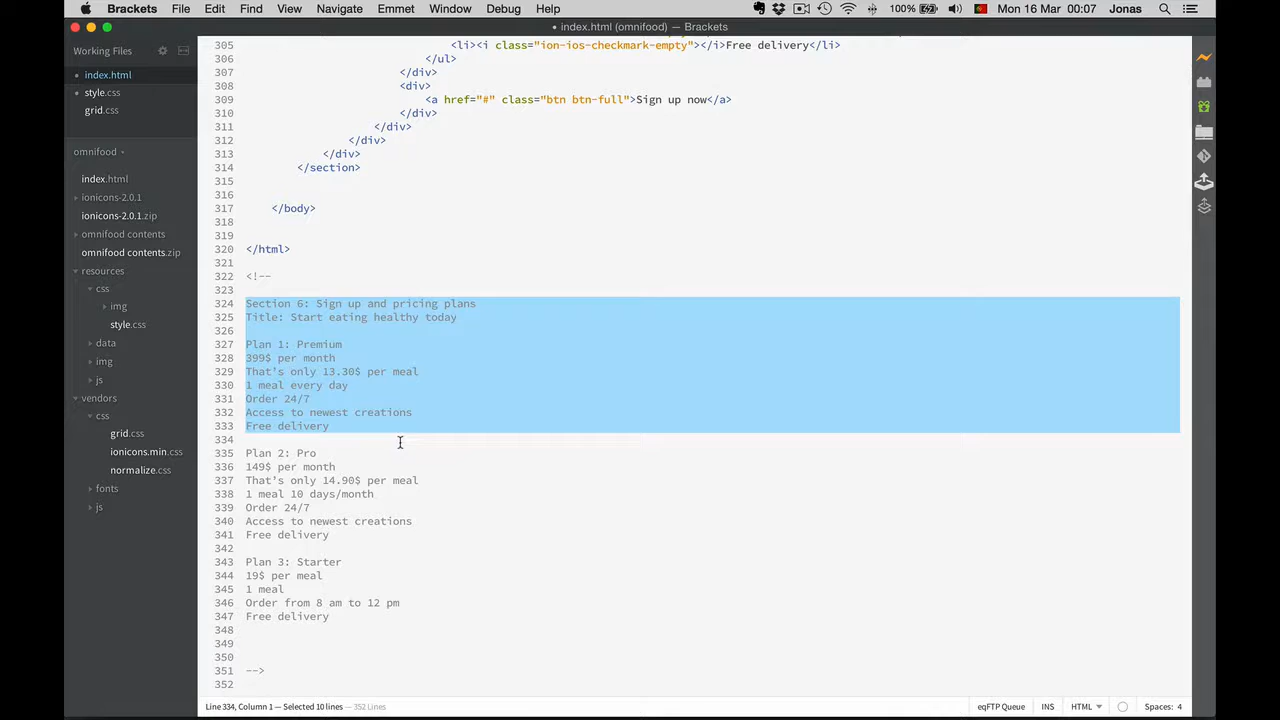 Brackets File Edit Find View Navigate Emmet Window Debug Help 100% Mon 16 Mar 00:07 Jonas
• index.html (omnifood) — Brackets
Working Files
index.html
style.css
grid.css
omnifood
index.html
ionicons-2.0.1
ionicons-2.0.1.zip
omnifood contents
omnifood contents.zip
resources
css
img
style.css
data
img
js
vendors
css
grid.css
ionicons.min.css
normalize.css
fonts
js
305 <li><i class="ion-ios-checkmark-empty"></i>Free delivery</li>
306 </ul>
307 </div>
308 <div>
309 <a href="#" class="btn btn-full">Sign up now</a>
310 </div>
311 </div>
312 </div>
313 </div>
314 </section>
315
316
317 </body>
318
319
320 </html>
321
322 <!--
323
324 Section 6: Sign up and pricing plans
325 Title: Start eating healthy today
326
327 Plan 1: Premium
328 399$ per month
329 That's only 13.30$ per meal
330 1 meal every day
331 Order 24/7
332 Access to newest creations
333 Free delivery
334
335 Plan 2: Pro
336 149$ per month
337 That's only 14.90$ per meal
338 1 meal 10 days/month
339 Order 24/7
340 Access to newest creations
341 Free delivery
342
343 Plan 3: Starter
344 19$ per meal
345 1 meal
346 Order from 8 am to 12 pm
347 Free delivery
348
349
350
351 -->
352
Line 334, Column 1 — Selected 10 lines — 352 Lines eqFTP Queue INS HTML Spaces: 4